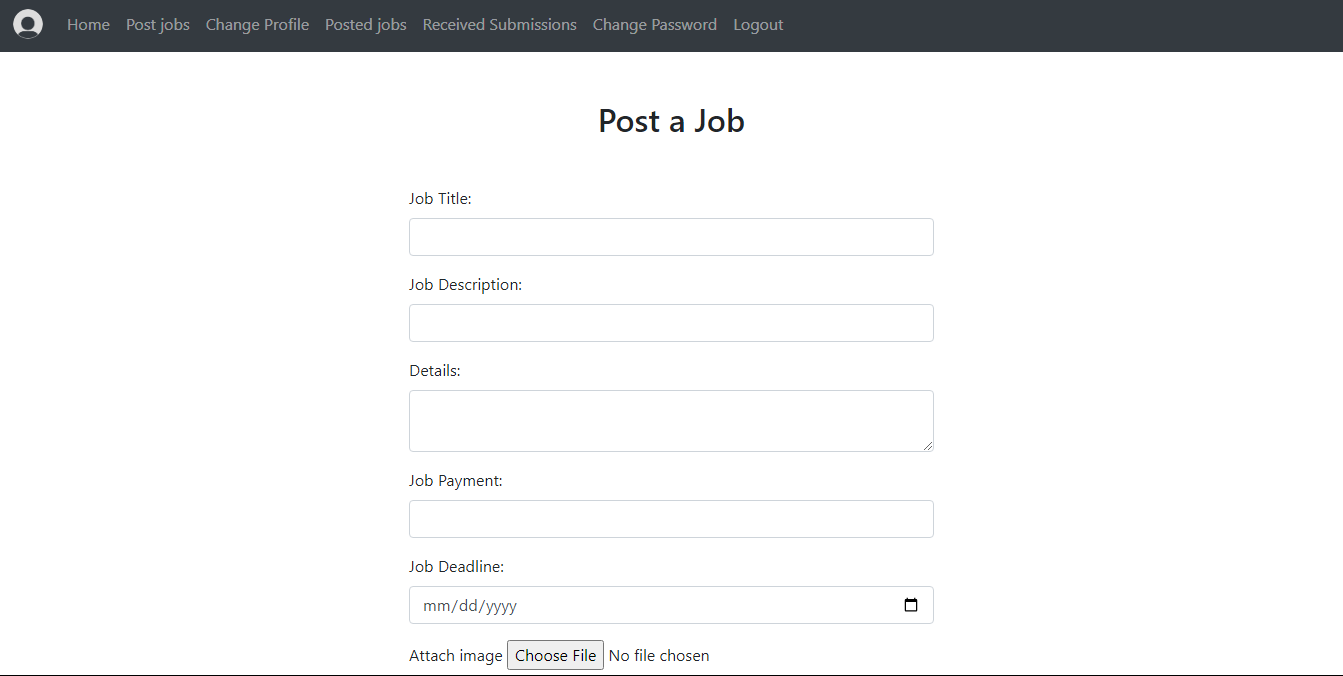 Home Post jobs Change Profile Posted jobs Received Submissions Change Password Logout
Post a Job
Job Title:
Job Description:
Details:
Job Payment:
Job Deadline:
mm/dd/yyyy
Attach image Choose File No file chosen